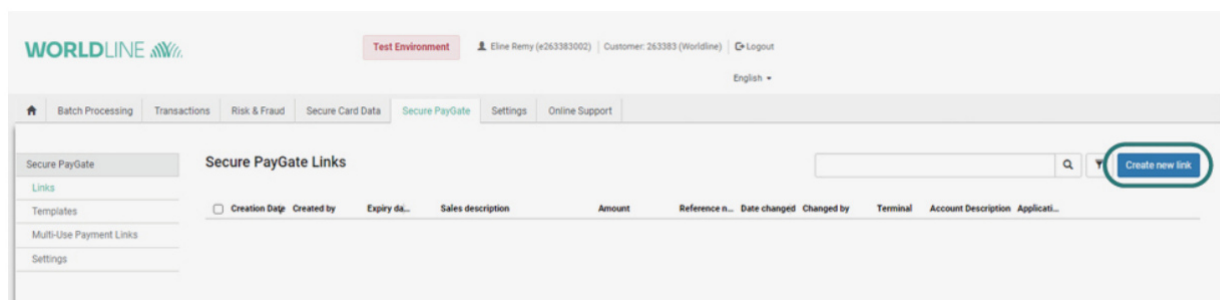 WORLDLINE
Test Environment
Eline Remy (e263383002) | Customer: 263383 (Worldline) | Logout
English
Batch Processing Transactions Risk & Fraud Secure Card Data Secure PayGate Settings Online Support
Secure PayGate
Links
Templates
Multi-Use Payment Links
Settings
Secure PayGate Links
Create new link
Creation Date Created by Expiry da... Sales description Amount Reference n... Date changed Changed by Terminal Account Description Applicati...